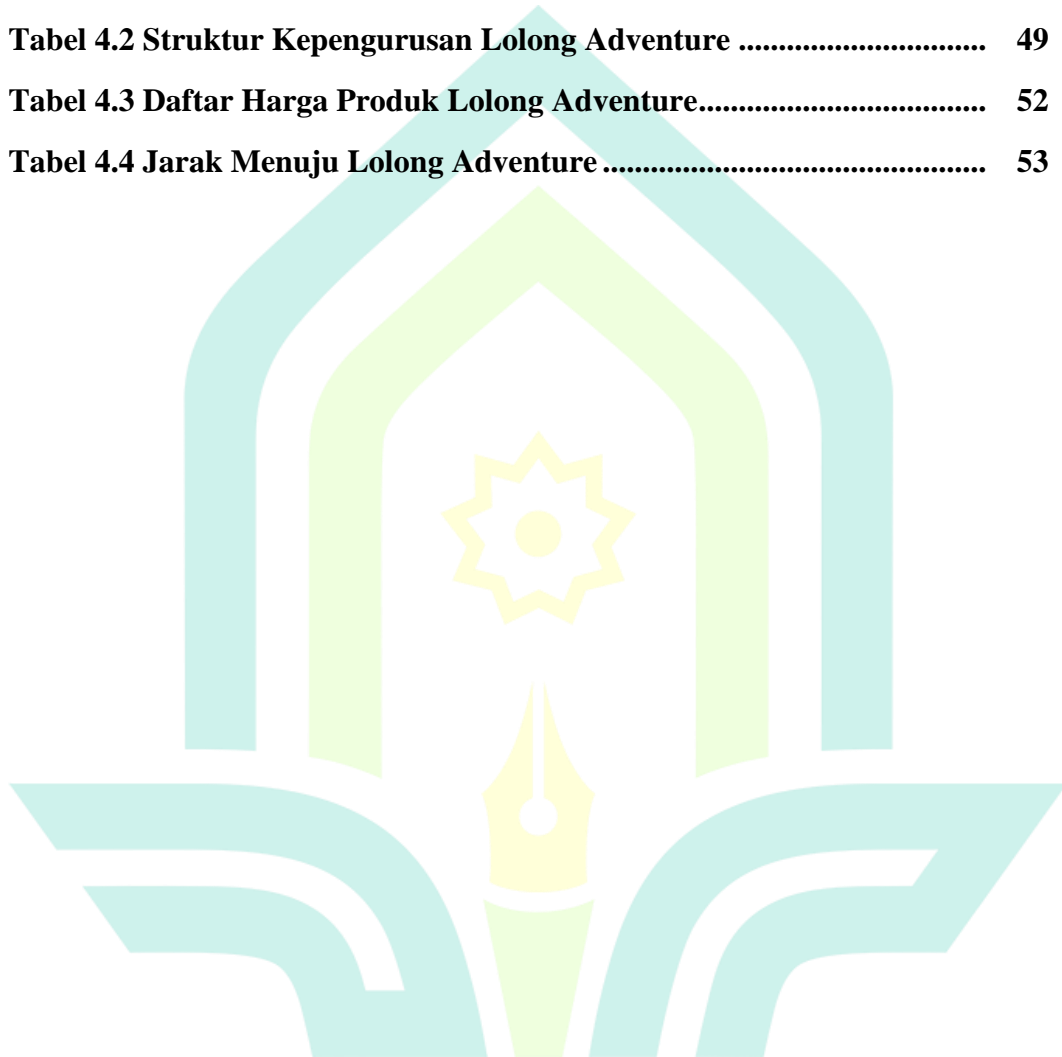 Tabel 4.2 Struktur Kepengurusan Lolong Adventure ............................... 49
Tabel 4.3 Daftar Harga Produk Lolong Adventure.................................... 52
Tabel 4.4 Jarak Menuju Lolong Adventure ................................................ 53